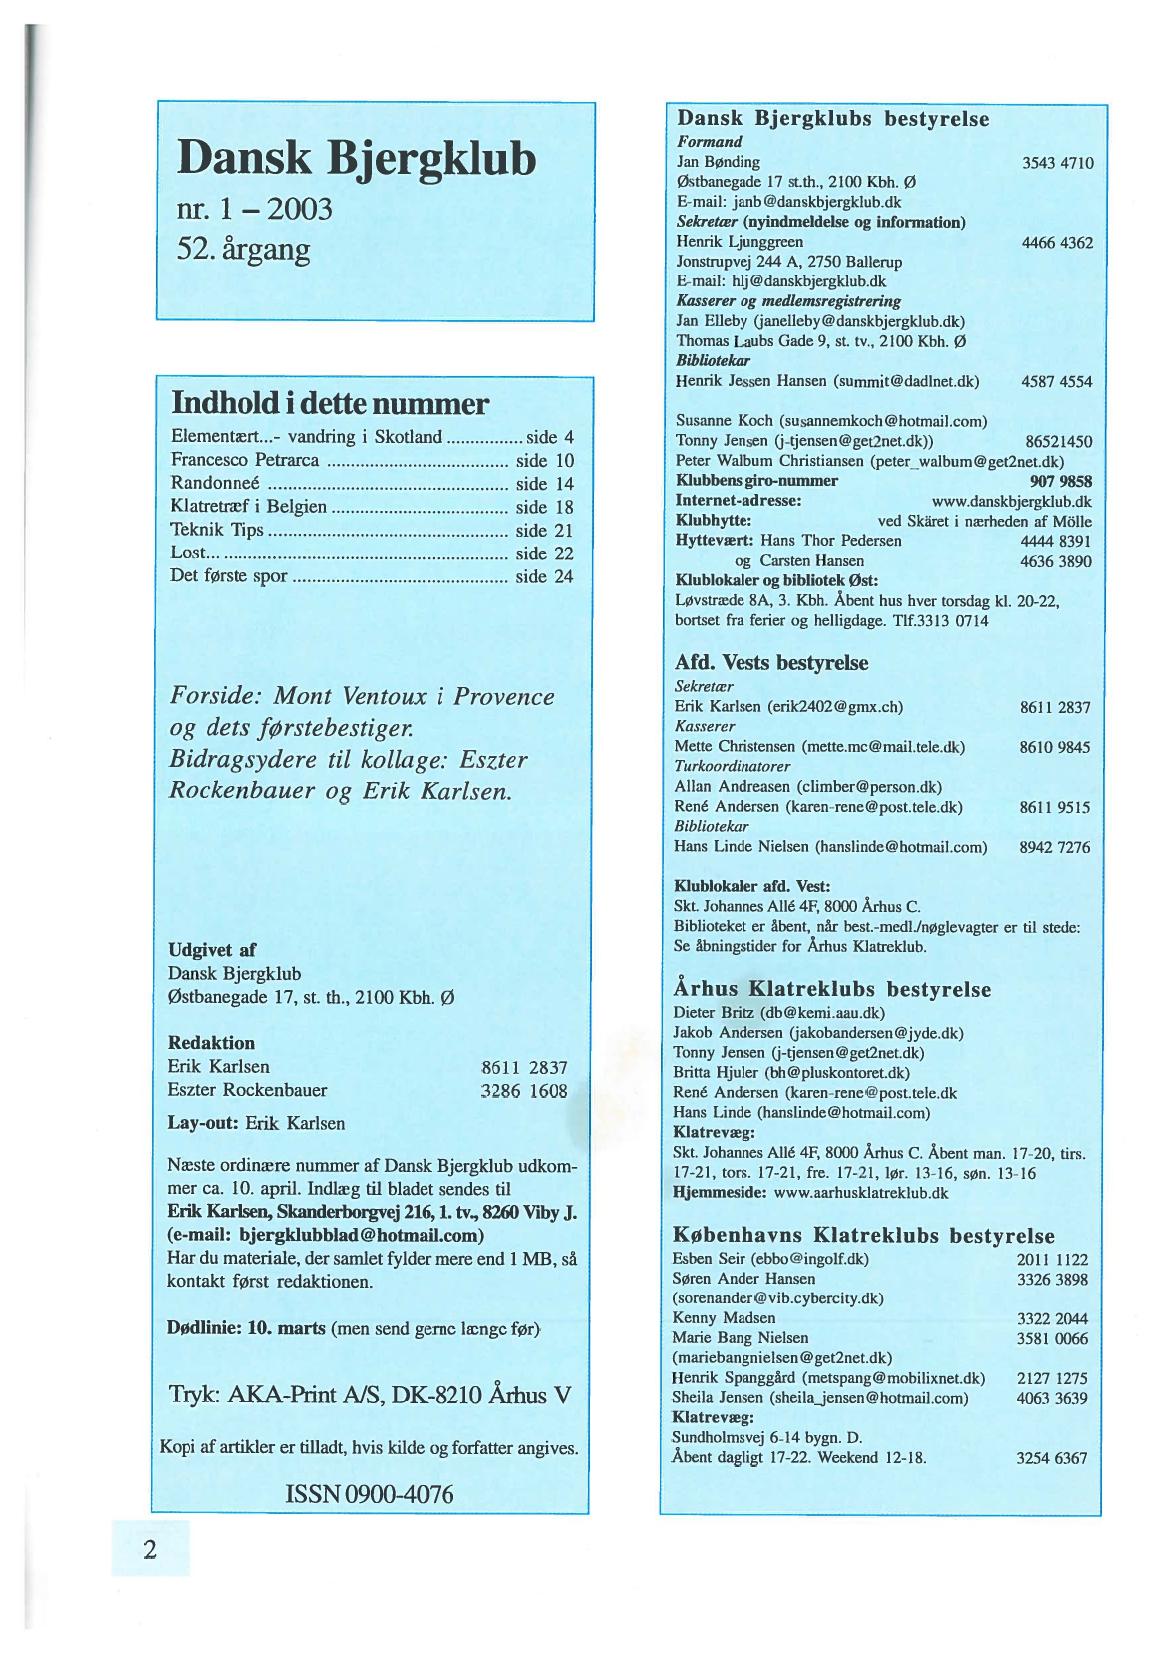 Dansk Bjergklub
nr. 1 – 2003
52. årgang
Indhold i dette nummer
Elementært...- vandring i Skotland ............... side 4
Francesco Petrarca .................................... side 10
Randonneé ................................................ side 14
Klatretræf i Belgien ................................... side 18
Teknik Tips ................................................ side 21
Lost... ......................................................... side 22
Det første spor ........................................... side 24
Forside: Mont Ventoux i Provence
og dets førstebestiger.
Bidragsydere til kollage: Eszter
Rockenbauer og Erik Karlsen.
Udgivet af
Dansk Bjergklub
Østbanegade 17, st. th., 2100 Kbh. Ø
Redaktion
Erik Karlsen 8611 2837
Eszter Rockenbauer 3286 1608
Lay-out: Erik Karlsen
Næste ordinære nummer af Dansk Bjergklub udkom-
mer ca. 10. april. Indlæg til bladet sendes til
Erik Karlsen, Skanderborgvej 216, 1. tv., 8260 Viby J.
(e-mail: bjergklubblad@hotmail.com)
Har du materiale, der samlet fylder mere end 1 MB, så
kontakt først redaktionen.
Dødlinie: 10. marts (men send gerne længe før)
Tryk: AKA-Print A/S, DK-8210 Århus V
Kopi af artikler er tilladt, hvis kilde og forfatter angives.
ISSN 0900-4076
2
Dansk Bjergklubs bestyrelse
Formand
Jan Bønding 3543 4710
Østbanegade 17 st.th., 2100 Kbh. Ø
E-mail: janb@danskbjergklub.dk
Sekretær (nyindmeldelse og information)
Henrik Ljunggreen 4466 4362
Jonstrupvej 244 A, 2750 Ballerup
E-mail: hlj@danskbjergklub.dk
Kasserer og medlemsregistrering
Jan Elleby (janelleby@danskbjergklub.dk)
Thomas Laubs Gade 9, st. tv., 2100 Kbh. Ø
Bibliotekar
Henrik Jessen Hansen (summit@dadlnet.dk) 4587 4554
Susanne Koch (susannemkoch@hotmail.com)
Tonny Jensen (j-tjensen@get2net.dk)) 86521450
Peter Walbum Christiansen (peter_walbum@get2net.dk)
Klubbens giro-nummer 907 9858
Internet-adresse: www.danskbjergklub.dk
Klubhytte: ved Skäret i nærheden af Mölle
Hyttevært: Hans Thor Pedersen 4444 8391
og Carsten Hansen 4636 3890
Klublokaler og bibliotek Øst:
Løvstræde 8A, 3. Kbh. Åbent hus hver torsdag kl. 20-22,
bortset fra ferier og helligdage. Tlf.3313 0714
Afd. Vests bestyrelse
Sekretær
Erik Karlsen (erik2402@gmx.ch) 8611 2837
Kasserer
Mette Christensen (mette.mc@mail.tele.dk) 8610 9845
Turkoordinatorer
Allan Andreasen (climber@person.dk)
René Andersen (karen-rene@post.tele.dk) 8611 9515
Bibliotekar
Hans Linde Nielsen (hanslinde@hotmail.com) 8942 7276
Klublokaler afd. Vest:
Skt. Johannes Allé 4F, 8000 Århus C.
Biblioteket er åbent, når best.-medl./nøglevagter er til stede:
Se åbningstider for Århus Klatreklub.
Århus Klatreklubs bestyrelse
Dieter Britz (db@kemi.aau.dk)
Jakob Andersen (jakobandersen@jyde.dk)
Tonny Jensen (j-tjensen@get2net.dk)
Britta Hjuler (bh@pluskontoret.dk)
René Andersen (karen-rene@post.tele.dk
Hans Linde (hanslinde@hotmail.com)
Klatrevæg:
Skt. Johannes Allé 4F, 8000 Århus C. Åbent man. 17-20, tirs.
17-21, tors. 17-21, fre. 17-21, lør. 13-16, søn. 13-16
Hjemmeside: www.aarhusklatreklub.dk
Københavns Klatreklubs bestyrelse
Esben Seir (ebbo@ingolf.dk) 2011 1122
Søren Ander Hansen 3326 3898
(sorenander@vib.cybercity.dk)
Kenny Madsen 3322 2044
Marie Bang Nielsen 3581 0066
(mariebangnielsen@get2net.dk)
Henrik Spanggård (metspang@mobilixnet.dk) 2127 1275
Sheila Jensen (sheila_jensen@hotmail.com) 4063 3639
Klatrevæg:
Sundholmsvej 6-14 bygn. D.
Åbent dagligt 17-22. Weekend 12-18. 3254 6367